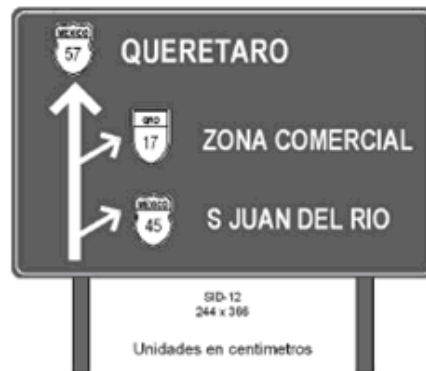 MEXICO
57
QUERETARO
QRO
17
ZONA COMERCIAL
MEXICO
45
S JUAN DEL RIO
SID-12
244 x 366
Unidades en centimetros